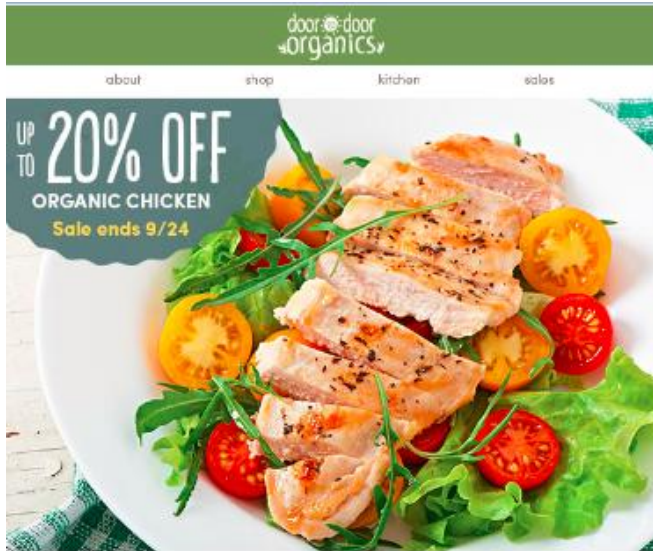 door door
organics
about shop kitchen sales
UP
TO
20% OFF
ORGANIC CHICKEN
Sale ends 9/24